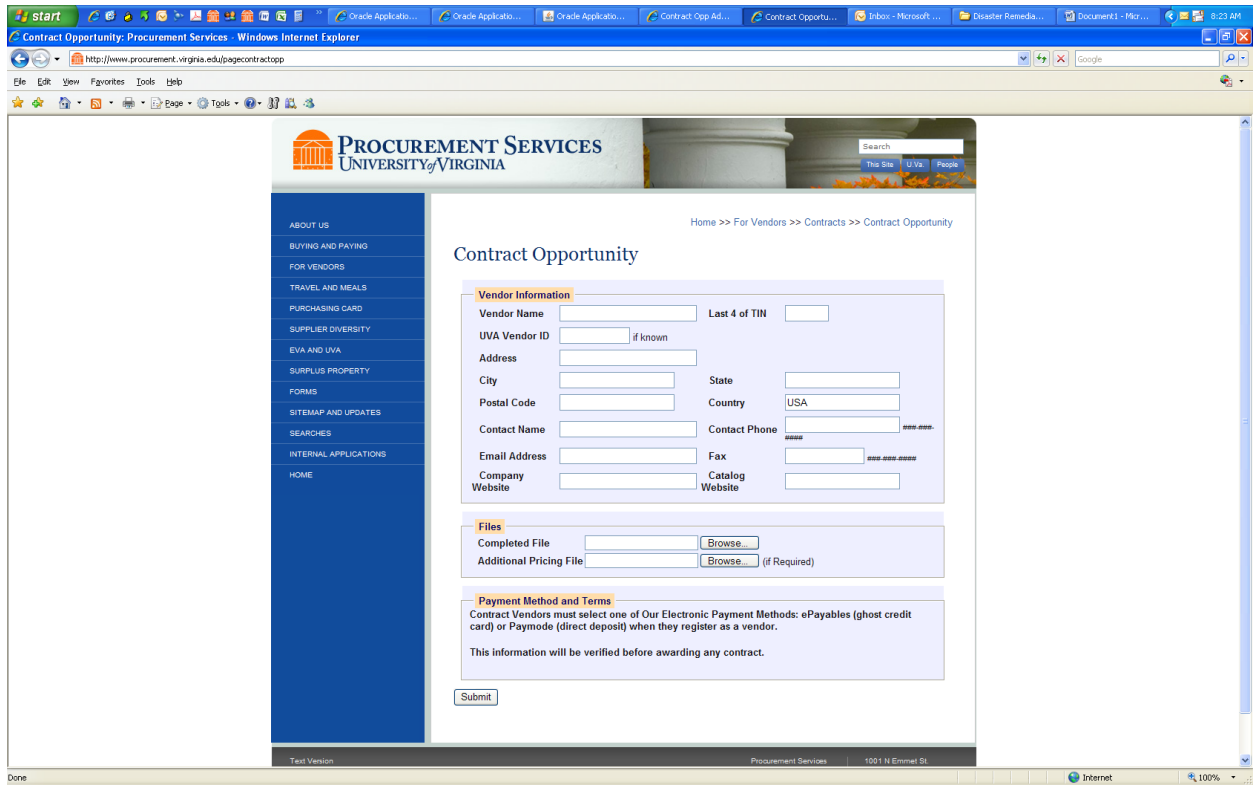 start
Oracle Applicatio...
Oracle Applicatio...
Oracle Applicatio...
Contract Opp Ad...
Contract Opportu...
Inbox - Microsoft ...
Disaster Remedia...
Document1 - Micr...
8:23 AM
Contract Opportunity: Procurement Services - Windows Internet Explorer
http://www.procurement.virginia.edu/pagecontractopp
Google
File Edit View Favorites Tools Help
Page Tools
PROCUREMENT SERVICES
UNIVERSITY of VIRGINIA
Search
This Site U.Va. People
ABOUT US
BUYING AND PAYING
FOR VENDORS
TRAVEL AND MEALS
PURCHASING CARD
SUPPLIER DIVERSITY
EVA AND UVA
SURPLUS PROPERTY
FORMS
SITEMAP AND UPDATES
SEARCHES
INTERNAL APPLICATIONS
HOME
Home >> For Vendors >> Contracts >> Contract Opportunity
Contract Opportunity
Vendor Information
Vendor Name Last 4 of TIN
UVA Vendor ID if known
Address
City State
Postal Code Country USA
Contact Name Contact Phone ###-###-
####
Email Address Fax ###-###-####
Company Catalog
Website Website
Files
Completed File Browse...
Additional Pricing File Browse... (if Required)
Payment Method and Terms
Contract Vendors must select one of Our Electronic Payment Methods: ePayables (ghost credit
card) or Paymode (direct deposit) when they register as a vendor.
This information will be verified before awarding any contract.
Submit
Text Version
Procurement Services
1001 N Emmet St.
Done
Internet
100%